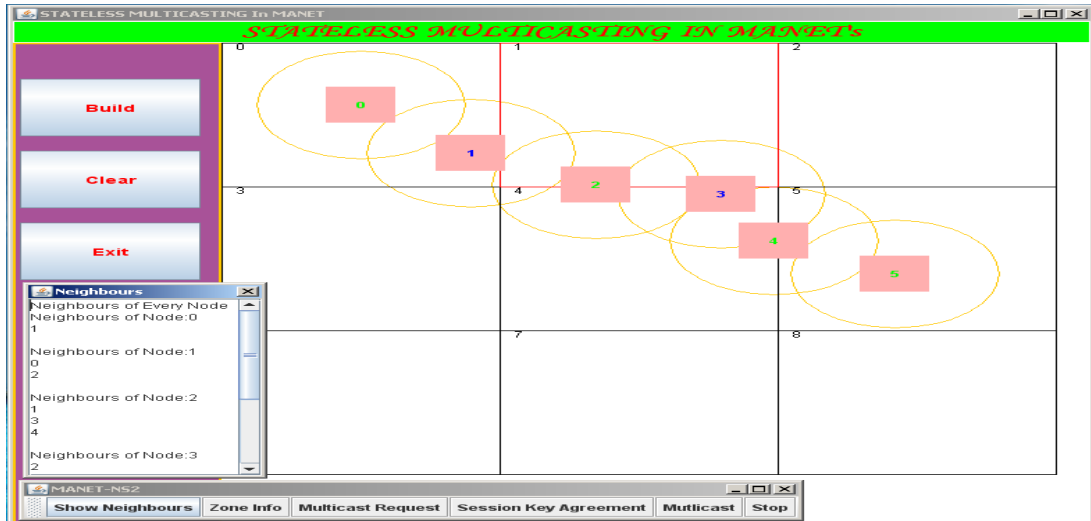 STATELESS MULTICASTING In MANET
STATELESS MULTICASTING IN MANET's
0
1
2
Build
0
1
Clear
3
4
5
2
3
Exit
4
5
Neighbours
Neighbours of Every Node
Neighbours of Node:0
1
Neighbours of Node:1
0
2
Neighbours of Node:2
1
3
4
Neighbours of Node:3
2
7
8
MANET-NS2
Show Neighbours Zone Info Multicast Request Session Key Agreement Mutlicast Stop